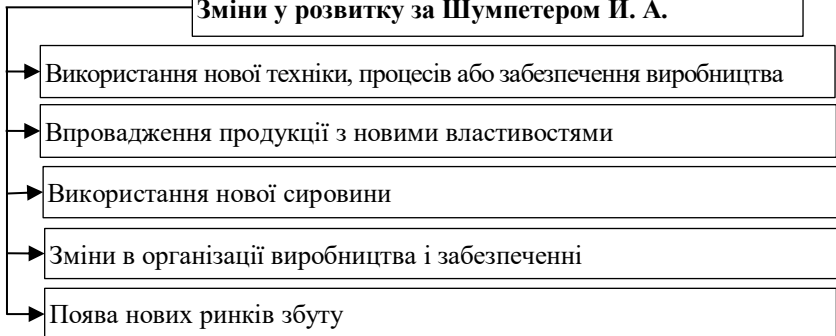 Зміни у розвитку за Шумпетером Й. А.
Використання нової техніки, процесів або забезпечення виробництва
Впровадження продукції з новими властивостями
Використання нової сировини
Зміни в організації виробництва і забезпеченні
Поява нових ринків збуту